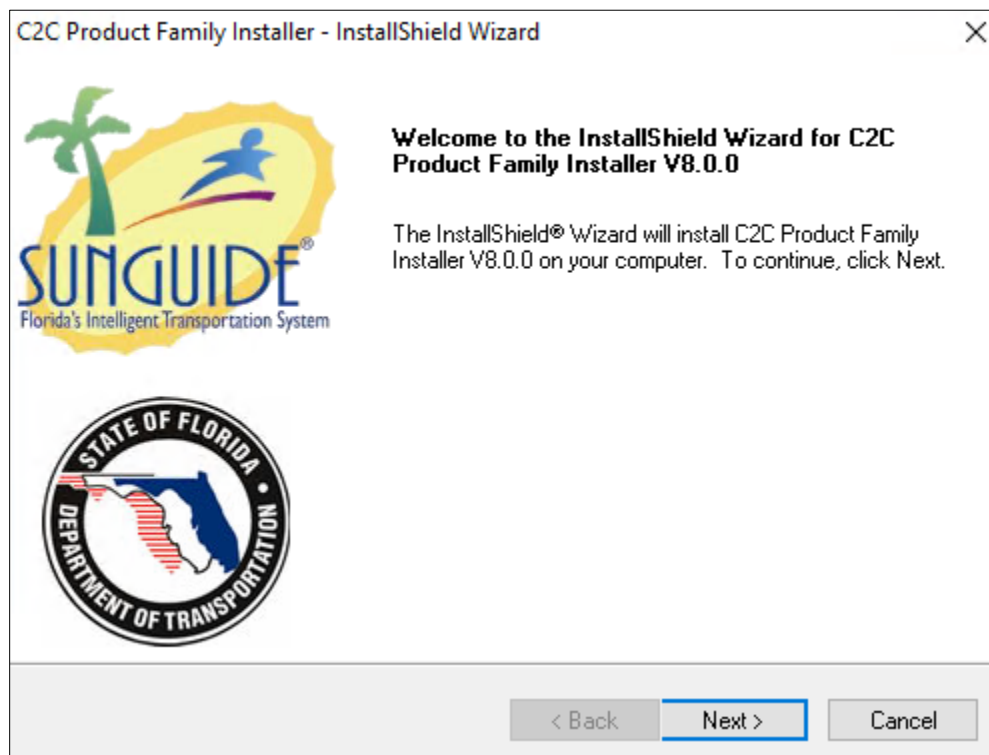 C2C Product Family Installer - InstallShield Wizard
SUNGUIDE®
Florida's Intelligent Transportation System
Welcome to the InstallShield Wizard for C2C
Product Family Installer V8.0.0
The InstallShield® Wizard will install C2C Product Family
Installer V8.0.0 on your computer. To continue, click Next.
STATE OF FLORIDA
DEPARTMENT OF TRANSPORTATION
< Back
Next >
Cancel